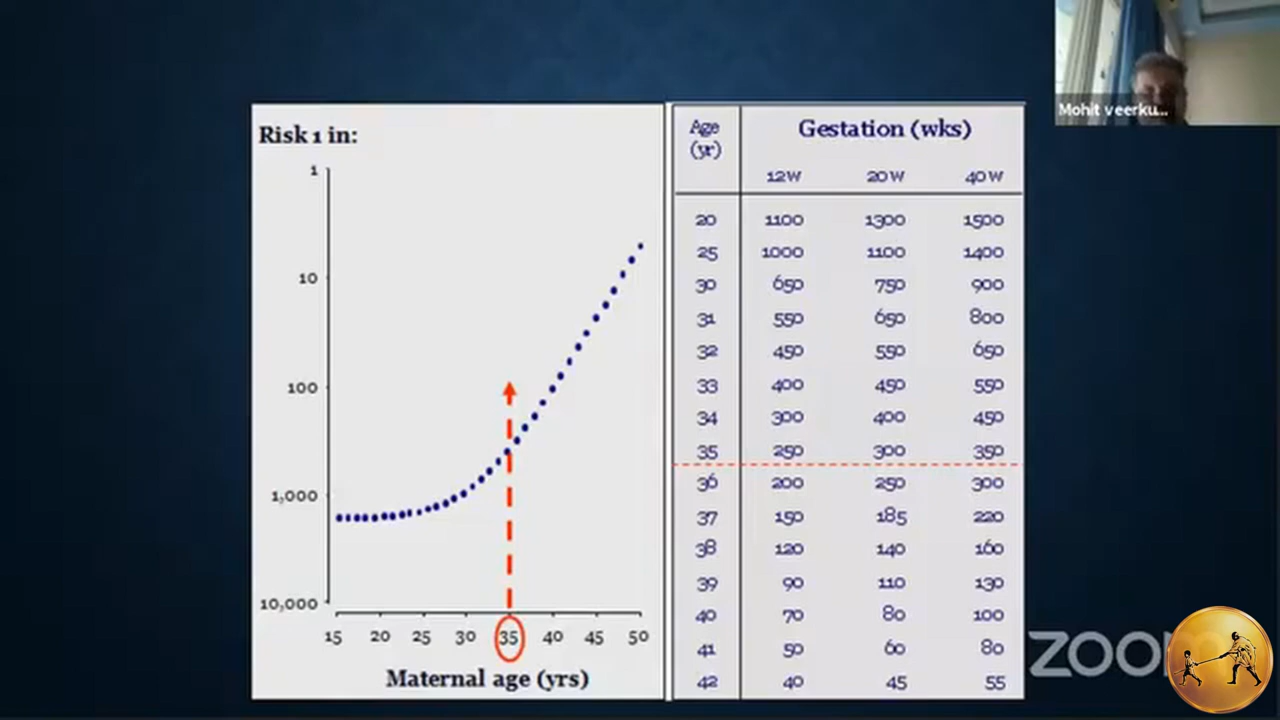 Mohit veerku...
Risk 1 in:
1
10
100
1,000
10,000
15 20 25 30 35 40 45 50
Maternal age (yrs)
Age (yr) Gestation (wks)
12W 20W 40W
20 1100 1300 1500
25 1000 1100 1400
30 650 750 900
31 550 650 800
32 450 550 650
33 400 450 550
34 300 400 450
35 250 300 350
36 200 250 300
37 150 185 220
38 120 140 160
39 90 110 130
40 70 80 100
41 50 60 80
42 40 45 55
zoom